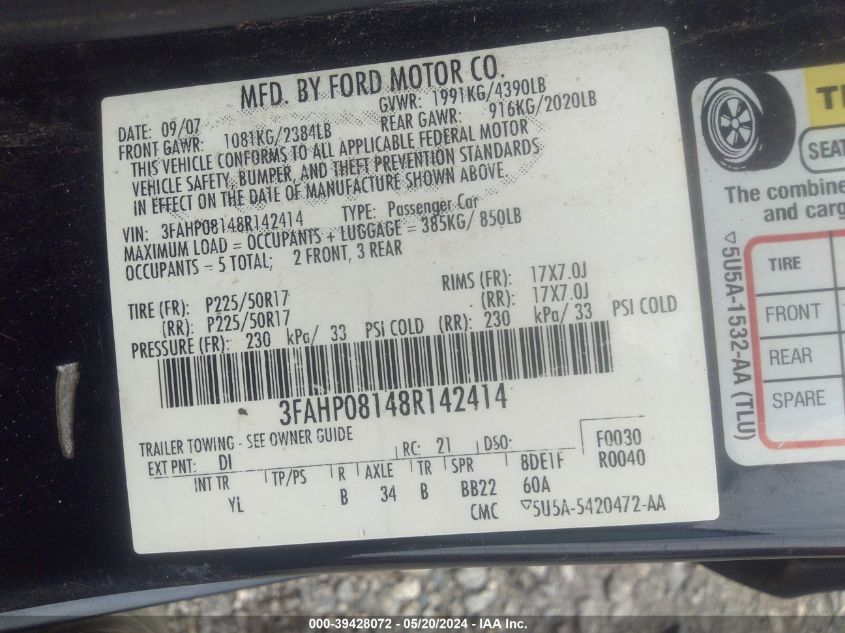 MFD. BY FORD MOTOR CO.
DATE: 09/07 GVWR: 1991KG/4390LB
FRONT GAWR: 1081KG/2384LB REAR GAWR: 916KG/2020LB
THIS VEHICLE CONFORMS TO ALL APPLICABLE FEDERAL MOTOR
VEHICLE SAFETY, BUMPER, AND THEFT PREVENTION STANDARDS
IN EFFECT ON THE DATE OF MANUFACTURE SHOWN ABOVE.
VIN: 3FAHP08148R142414 TYPE: Passenger Car
MAXIMUM LOAD = OCCUPANTS + LUGGAGE = 385KG/ 850LB
OCCUPANTS = 5 TOTAL; 2 FRONT, 3 REAR
TIRE (FR): P225/50R17 RIMS (FR): 17X7.0J
(RR): P225/50R17 (RR): 17X7.0J
PRESSURE (FR): 230 kPa/ 33 PSI COLD (RR): 230 kPa/ 33 PSI COLD
3FAHP08148R142414
TRAILER TOWING - SEE OWNER GUIDE
EXT PNT: DI RC: 21 DSO: F0030
INT TR TP/PS R AXLE TR SPR 8DE1F R0040
YL B 34 B BB22 60A
CMC 5U5A-5420472-AA
SEAT
The combine
and carg
TIRE
FRONT
REAR
SPARE
5U5A-1532-AA (TLU)
000-39428072 - 05/20/2024 - IAA Inc.